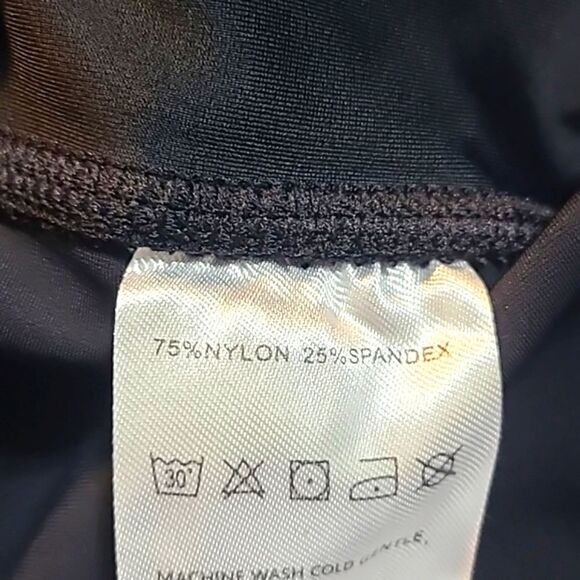 75%NYLON 25%SPANDEX
30°
MACHINE WASH COLD GENTLE,